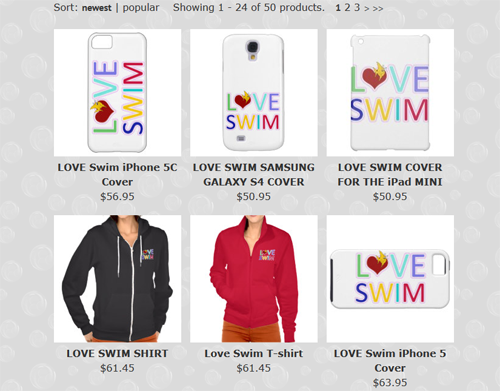 Sort: newest | popular Showing 1 - 24 of 50 products. 1 2 3 > >>
LOVE SWIM
LOVE
SWIM
LOVE
SWIM
LOVE Swim iPhone 5C
Cover
$56.95
LOVE SWIM SAMSUNG
GALAXY S4 COVER
$50.95
LOVE SWIM COVER
FOR THE iPad MINI
$50.95
LOVE
SWIM
LOVE
SWIM
LOVE
SWIM
LOVE SWIM SHIRT
$61.45
Love Swim T-shirt
$61.45
LOVE Swim iPhone 5
Cover
$63.95